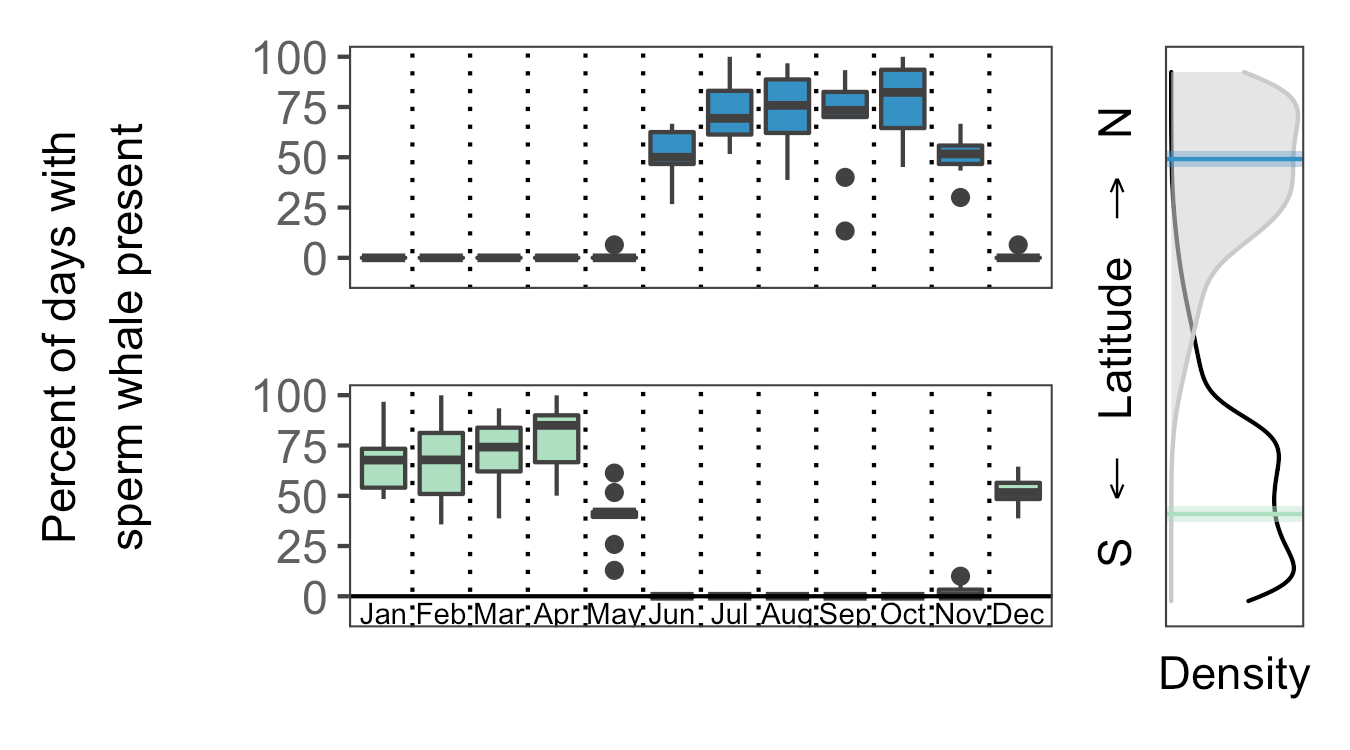 Percent of days with
sperm whale present
100
75
50
25
0
100
75
50
25
0
Jan Feb Mar Apr May Jun Jul Aug Sep Oct Nov Dec
S ← Latitude → N
Density